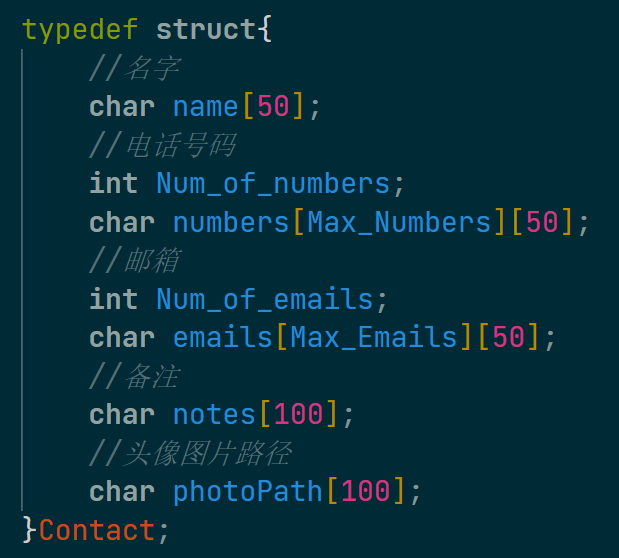 typedef struct{
//名字
char name[50];
//电话号码
int Num_of_numbers;
char numbers[Max_Numbers][50];
//邮箱
int Num_of_emails;
char emails[Max_Emails][50];
//备注
char notes[100];
//头像图片路径
char photoPath[100];
}Contact;